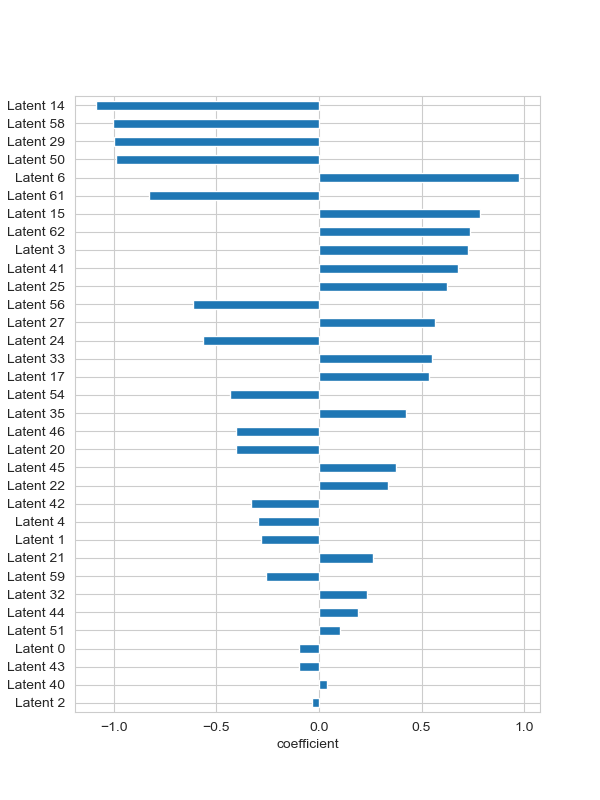 Latent 14
Latent 58
Latent 29
Latent 50
Latent 6
Latent 61
Latent 15
Latent 62
Latent 3
Latent 41
Latent 25
Latent 56
Latent 27
Latent 24
Latent 33
Latent 17
Latent 54
Latent 35
Latent 46
Latent 20
Latent 45
Latent 22
Latent 42
Latent 4
Latent 1
Latent 21
Latent 59
Latent 32
Latent 44
Latent 51
Latent 0
Latent 43
Latent 40
Latent 2
−1.0 −0.5 0.0 0.5 1.0
coefficient